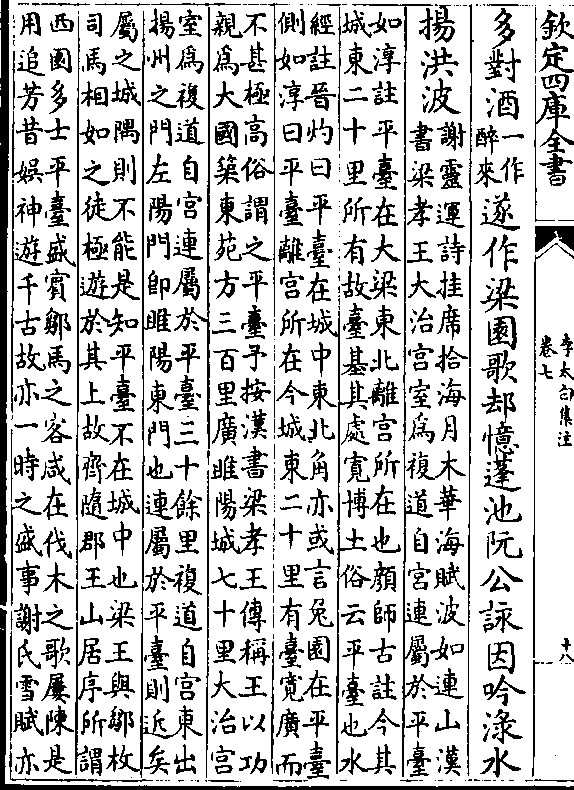 欽定四庫全書
李太白集注
卷七
十八
多對酒一作醉來遂作梁園歌却憶蓬池阮公詠因吟渌水
揚洪波謝靈運詩挂席拾海月木華海賦波如連山漢
書梁孝王大治宮室為複道自宮連屬於平臺
如淳註平臺在大梁東北離宮所在也顔師古註今其
城東二十里所有故臺基其處寛博土俗云平臺也水
經註晉灼曰平臺在城中東北角亦或言兔園在平臺
側如淳曰平臺離宮所在今城東二十里有臺寛廣而
不甚極高俗謂之平臺予按漢書梁孝王傳稱王以功
親為大國築東苑方三百里廣睢陽城七十里大治宮
室為複道自宮連屬於平臺三十餘里複道自宮東出
揚州之門左陽門即睢陽東門也連屬於平臺則近矣
屬之城隅則不能是知平臺不在城中也梁王與鄒枚
司馬相如之徒極遊於其上故齊隨郡王山居序所謂
西園多士平臺盛賓鄒馬之客咸在伐木之歌屢陳是
用追芳昔娱神遊千古故亦一時之盛事謝氏雪賦亦